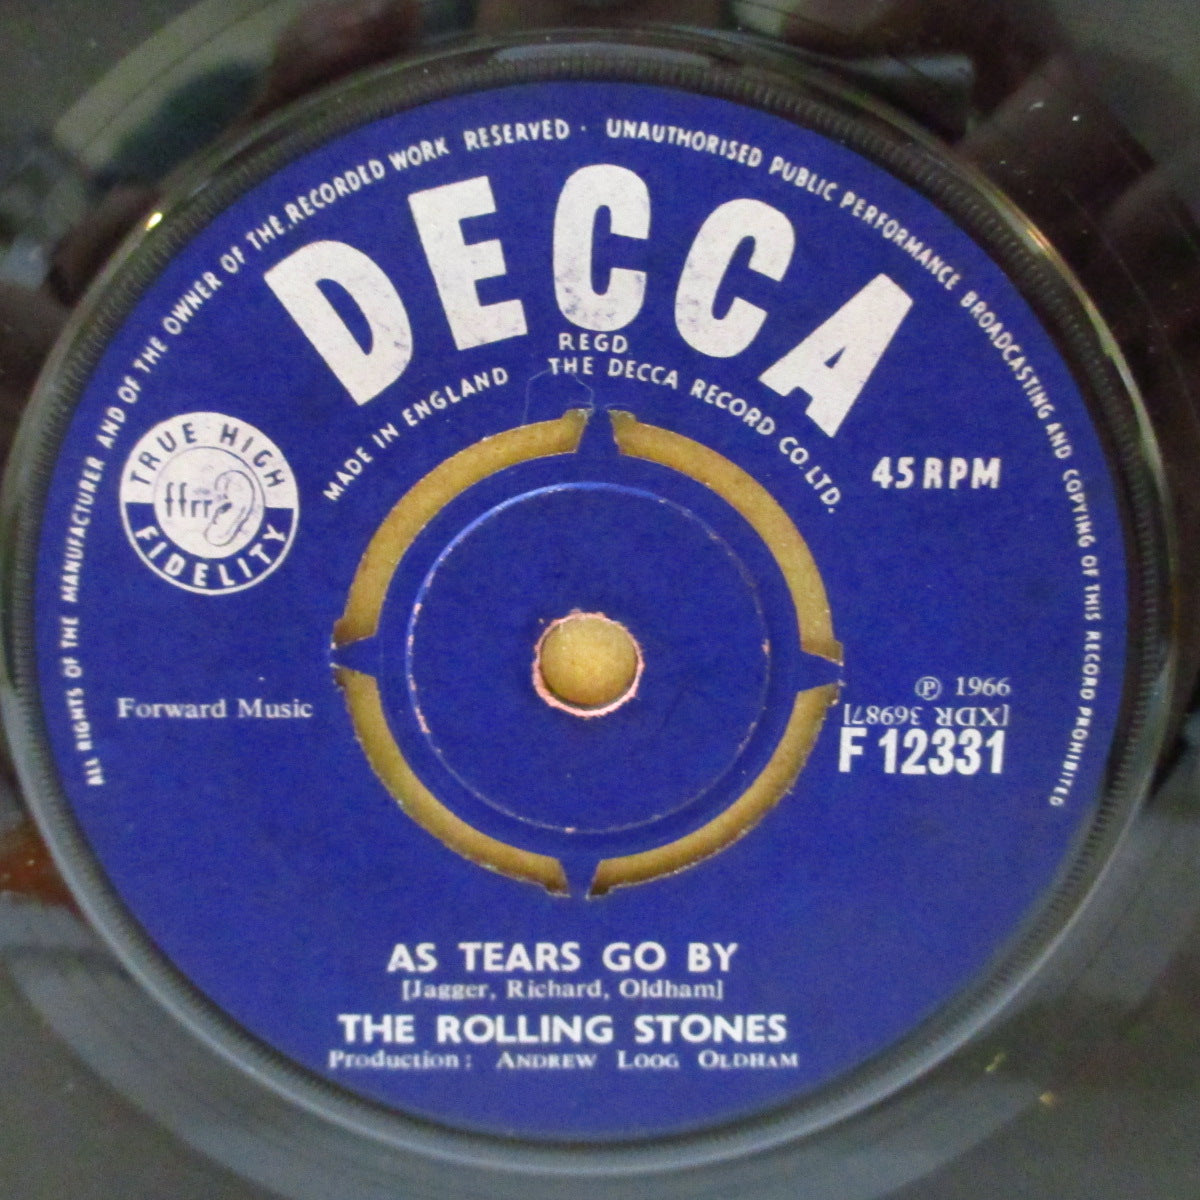 ALL RIGHTS OF THE MANUFACTURER AND OF THE OWNER OF THE RECORDED WORK RESERVED · UNAUTHORISED PUBLIC PERFORMANCE BROADCASTING AND COPYING OF THIS RECORD PROHIBITED
DECCA
REGD
MADE IN ENGLAND THE DECCA RECORD CO. LTD.
TRUE HIGH
ffrr
FIDELITY
45 RPM
Forward Music
℗ 1966
[XDR 36987]
F 12331
AS TEARS GO BY
[Jagger, Richard, Oldham]
THE ROLLING STONES
Production: ANDREW LOOG OLDHAM